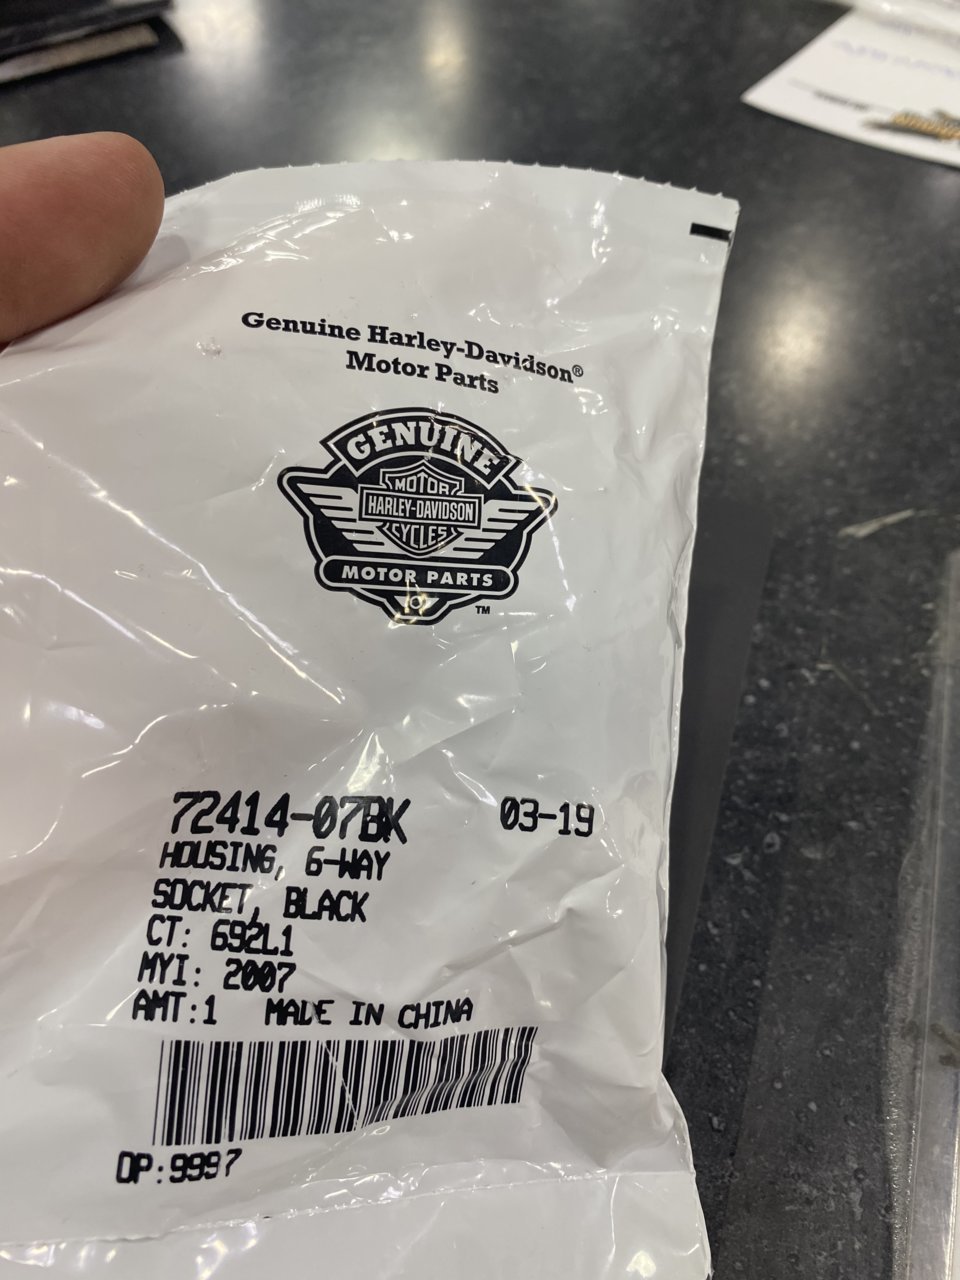 Genuine Harley-Davidson®
Motor Parts
GENUINE
MOTOR
HARLEY-DAVIDSON
CYCLES
MOTOR PARTS
TM
72414-07BK 03-19
HOUSING, 6-WAY
SOCKET, BLACK
CT: 692L1
MYI: 2007
AMT:1 MADE IN CHINA
OP:9997